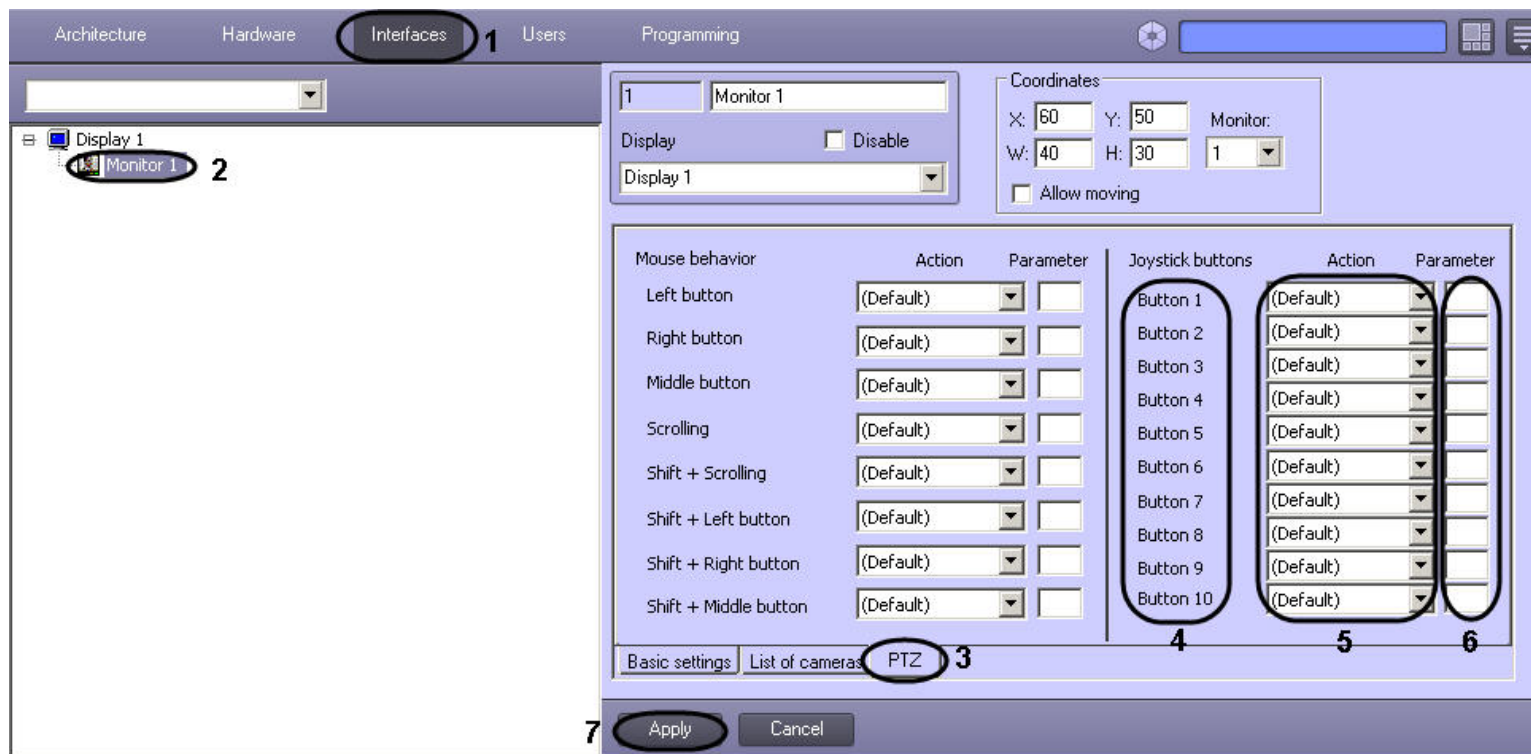 Architecture Hardware Interfaces 1 Users Programming
Display 1
Monitor 1 2
1 Monitor 1
Display Disable
Display 1
Coordinates
X: 60 Y: 50 Monitor:
W: 40 H: 30 1
Allow moving
Mouse behavior Action Parameter
Left button (Default)
Right button (Default)
Middle button (Default)
Scrolling (Default)
Shift + Scrolling (Default)
Shift + Left button (Default)
Shift + Right button (Default)
Shift + Middle button (Default)
Joystick buttons Action Parameter
Button 1 (Default)
Button 2 (Default)
Button 3 (Default)
Button 4 (Default)
Button 5 (Default)
Button 6 (Default)
Button 7 (Default)
Button 8 (Default)
Button 9 (Default)
Button 10 (Default)
4 5 6
Basic settings List of cameras PTZ 3
7 Apply Cancel